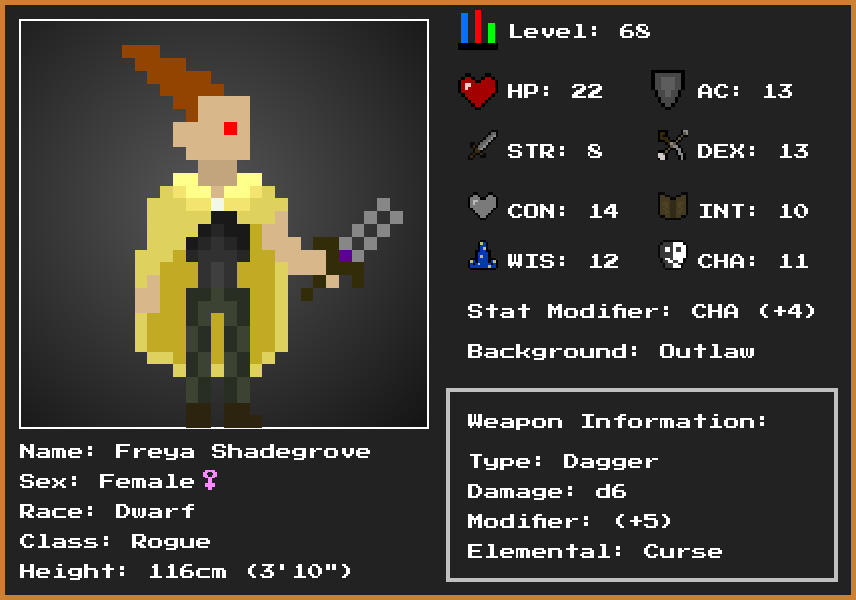 Level: 68
HP: 22
AC: 13
STR: 8
DEX: 13
CON: 14
INT: 10
WIS: 12
CHA: 11
Stat Modifier: CHA (+4)
Background: Outlaw
Weapon Information:
Type: Dagger
Damage: d6
Modifier: (+5)
Elemental: Curse
Name: Freya Shadegrove
Sex: Female♀
Race: Dwarf
Class: Rogue
Height: 116cm (3'10")